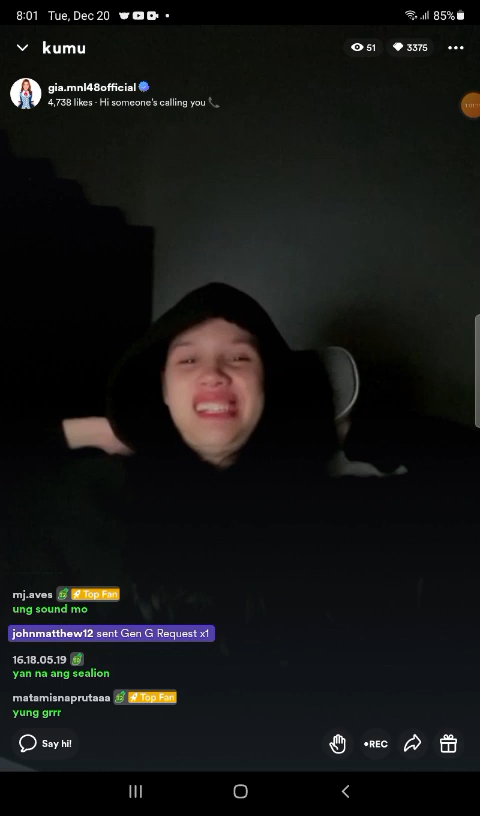 8:01 Tue, Dec 20 85%
kumu 51 3375
gia.mnl48official
4,738 likes · Hi someone's calling you
mj.aves Top Fan
ung sound mo
johnmatthew12 sent Gen G Request x1
16.18.05.19
yan na ang sealion
matamisnaprutaaa Top Fan
yung grrr
Say hi! •REC